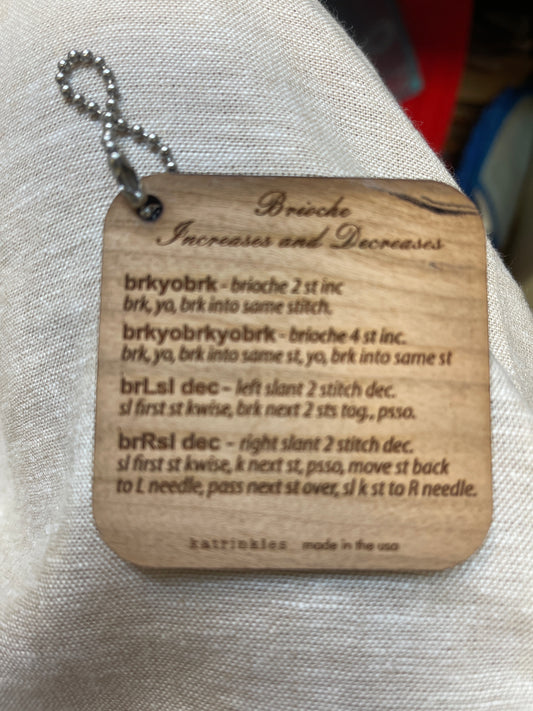 Brioche
Increases and Decreases
brkyobrk - brioche 2 st inc
brk, yo, brk into same stitch.
brkyobrkyobrk - brioche 4 st inc.
brk, yo, brk into same st, yo, brk into same st
brLsl dec - left slant 2 stitch dec.
sl first st kwise, brk next 2 sts tog., psso.
brRsl dec - right slant 2 stitch dec.
sl first st kwise, k next st, psso, move st back
to L needle, pass next st over, sl k st to R needle.
katrinkles made in the usa